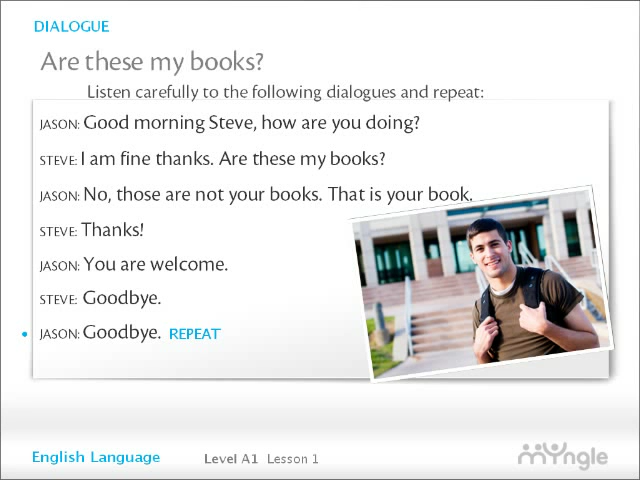 DIALOGUE
Are these my books?
Listen carefully to the following dialogues and repeat:
JASON: Good morning Steve, how are you doing?
STEVE: I am fine thanks. Are these my books?
JASON: No, those are not your books. That is your book.
STEVE: Thanks!
JASON: You are welcome.
STEVE: Goodbye.
JASON: Goodbye. REPEAT
English Language Level A1 Lesson 1
myngle